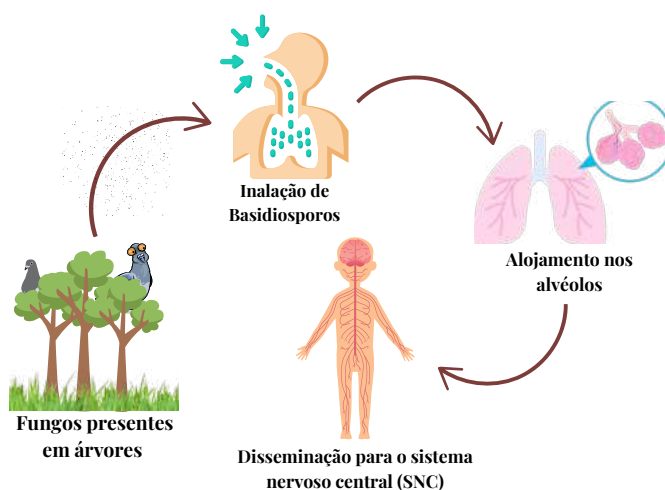 Inalação de
Basidiosporos
Alojamento nos
alvéolos
Fungos presentes
em árvores
Disseminação para o sistema
nervoso central (SNC)